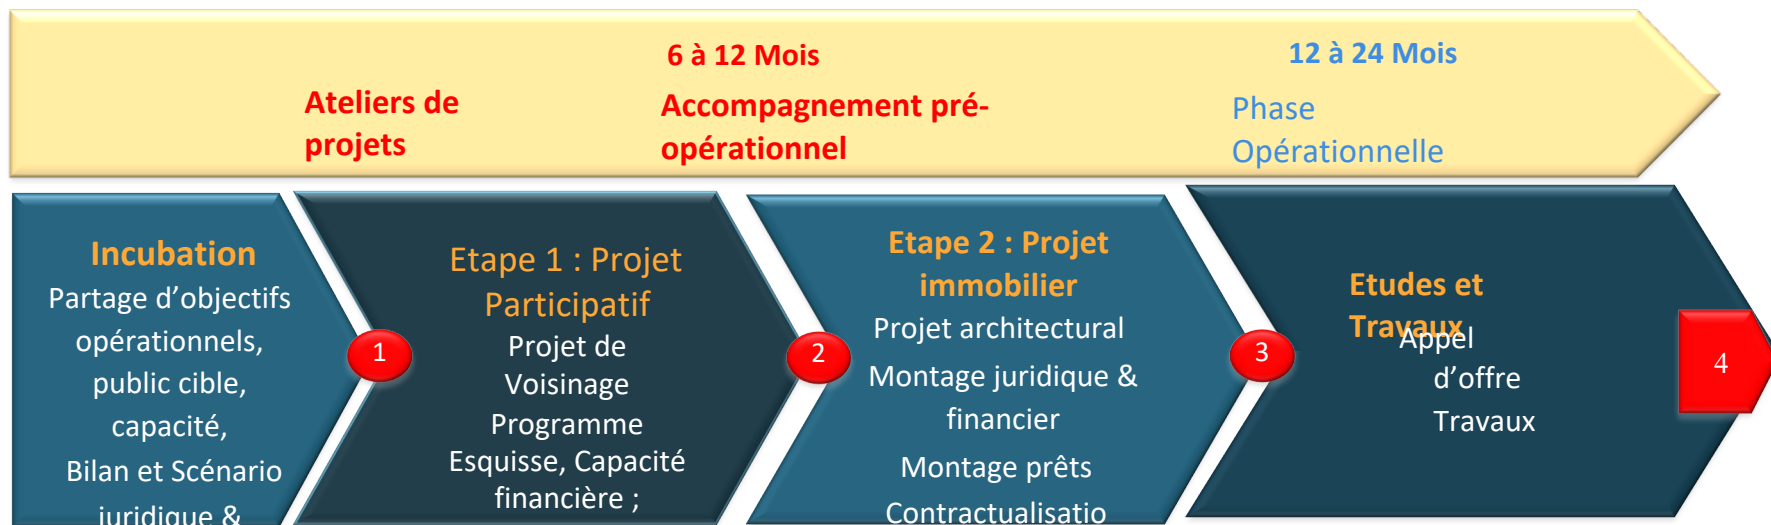 Ateliers de
projets
6 à 12 Mois
Accompagnement pré-
opérationnel
12 à 24 Mois
Phase
Opérationnelle
Incubation
Partage d’objectifs
opérationnels,
public cible,
capacité,
Bilan et Scénario
juridique &
1
Etape 1 : Projet
Participatif
Projet de
Voisinage
Programme
Esquisse, Capacité
financière ;
2
Etape 2 : Projet
immobilier
Projet architectural
Montage juridique &
financier
Montage prêts
Contractualisatio
3
Etudes et
Travaux
Appel
d’offre
Travaux
4